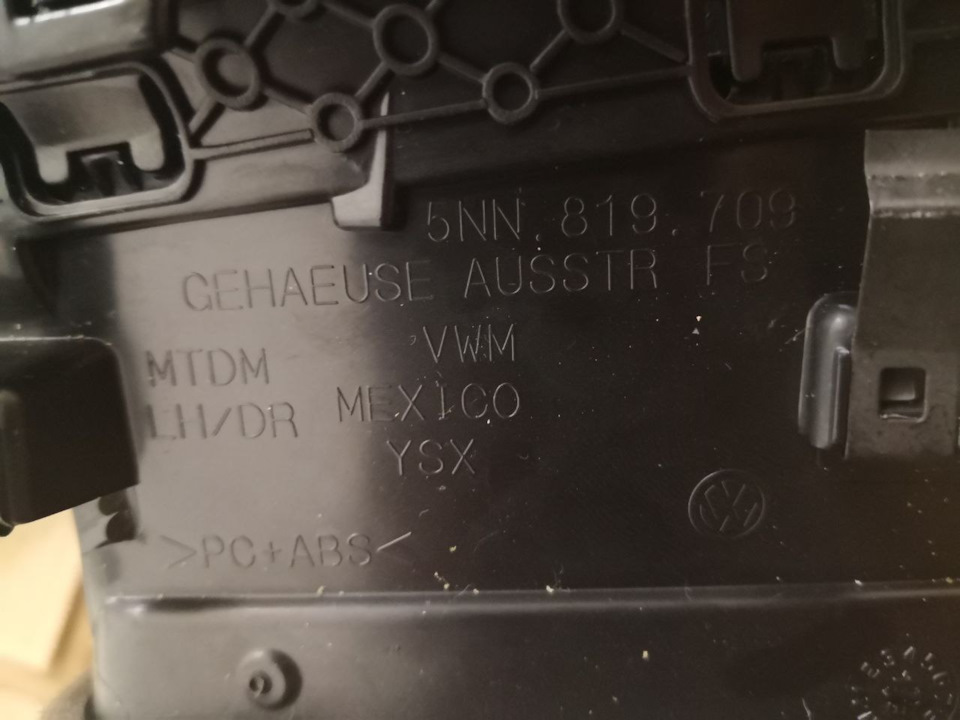 5NN.819.709
GEHAEUSE AUSSTR FS
MTDM VWM
LH/DR MEXICO
YSX
>PC+ABS<